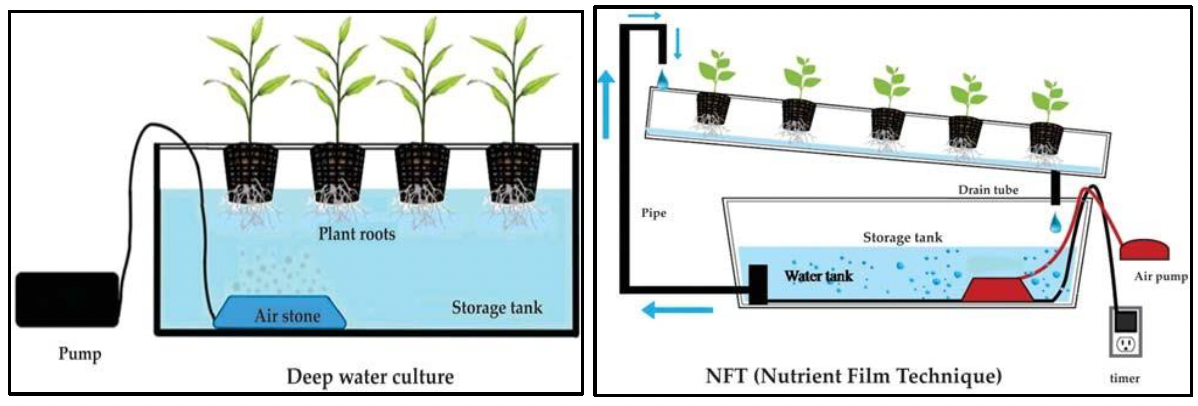 Plant roots
Air stone
Storage tank
Pump
Deep water culture
Drain tube
Pipe
Storage tank
Water tank
Air pump
NFT (Nutrient Film Technique)
timer